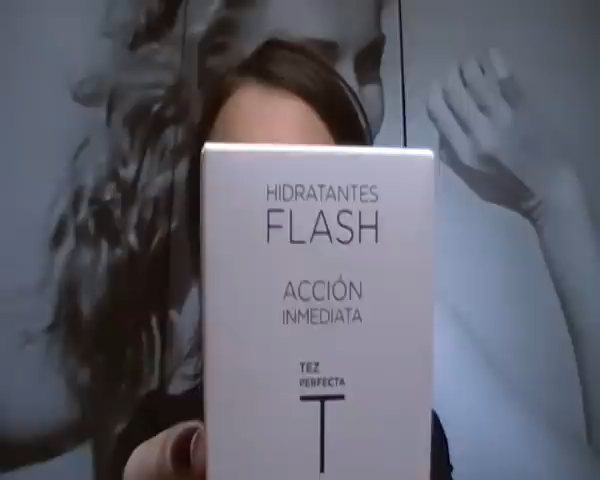 HIDRATANTES
FLASH
ACCIÓN
INMEDIATA
TEZ
PERFECTA
T